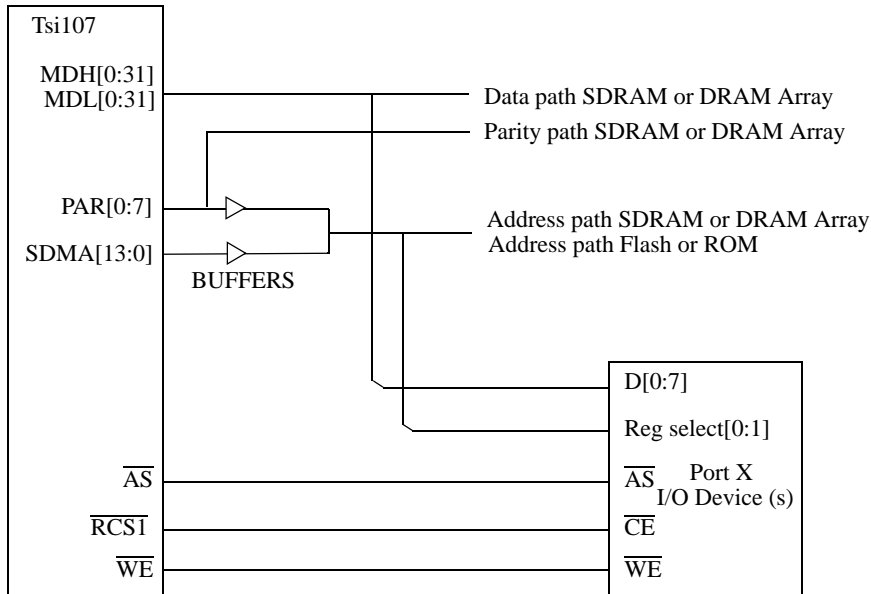 Tsi107
MDH[0:31]
MDL[0:31]
Data path SDRAM or DRAM Array
Parity path SDRAM or DRAM Array
PAR[0:7]
Address path SDRAM or DRAM Array
SDMA[13:0]
Address path Flash or ROM
BUFFERS
D[0:7]
Reg select[0:1]
AS
AS
Port X
I/O Device (s)
RCS1
CE
WE
WE